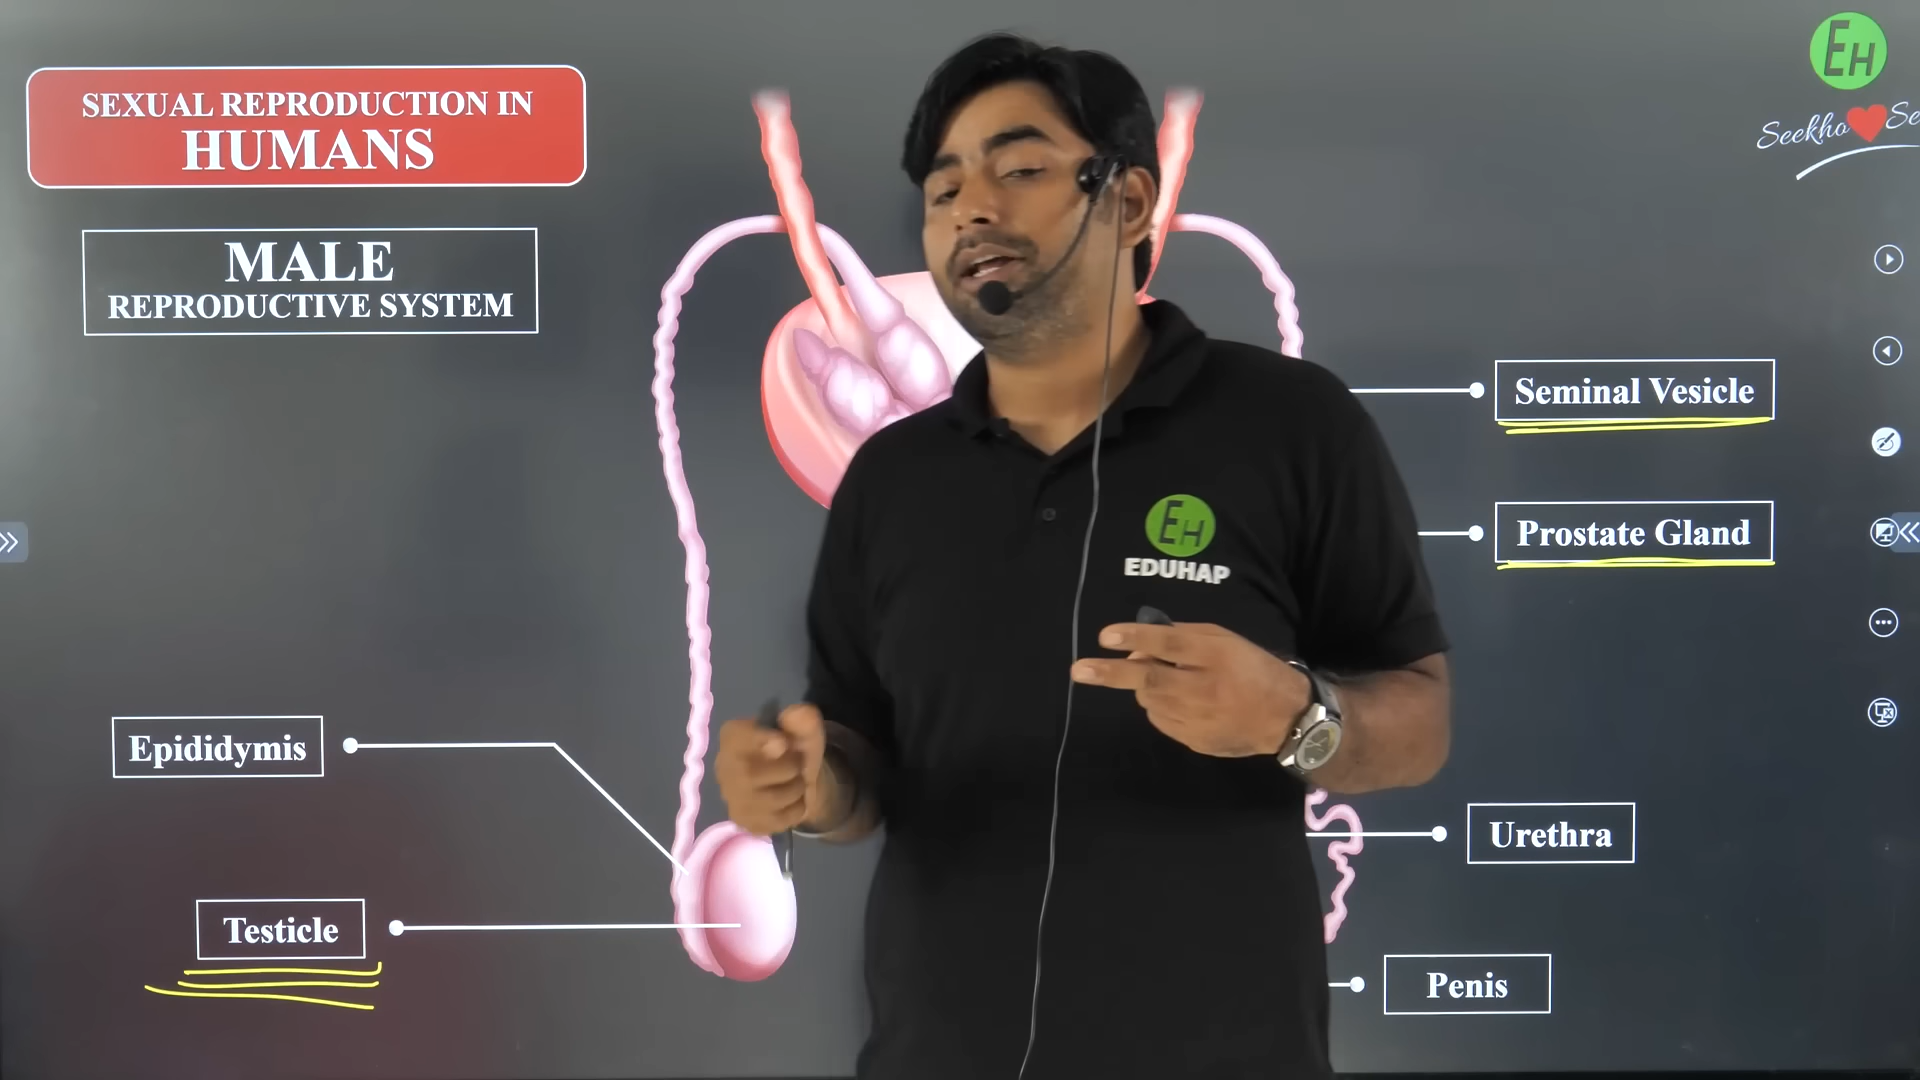 SEXUAL REPRODUCTION IN
HUMANS
MALE
REPRODUCTIVE SYSTEM
EH
Seekho
Se
Seminal Vesicle
Prostate Gland
EH
EDUHAP
Epididymis
Testicle
Urethra
Penis